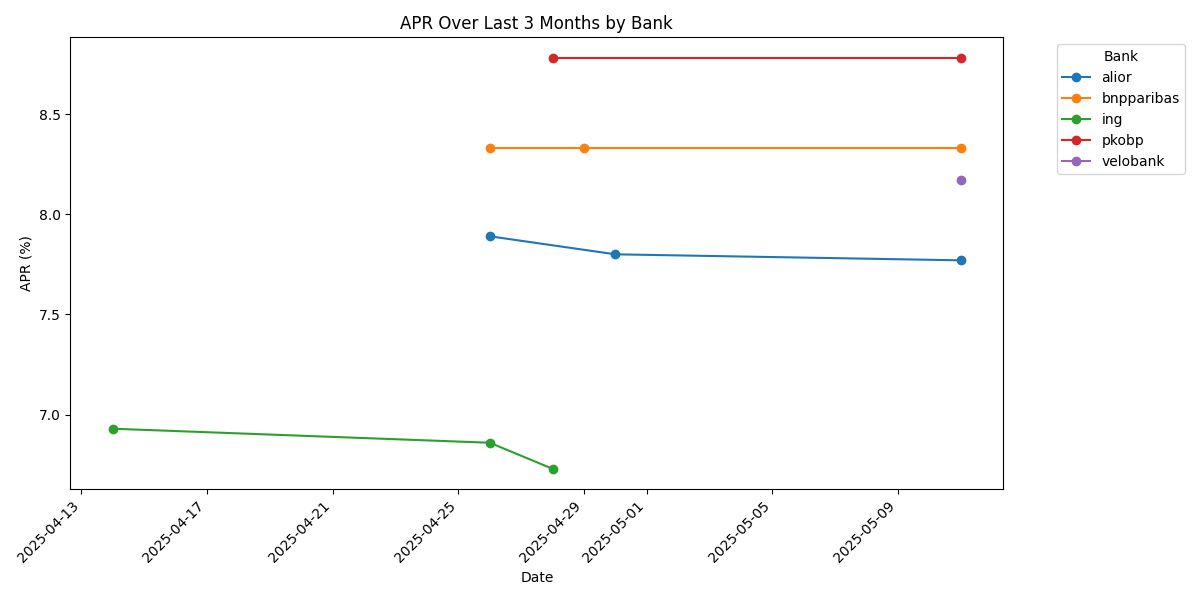 APR Over Last 3 Months by Bank
APR (%)
8.5
8.0
7.5
7.0
2025-04-13
2025-04-17
2025-04-21
2025-04-25
2025-04-29
2025-05-01
2025-05-05
2025-05-09
Date
Bank
alior
bnpparibas
ing
pkobp
velobank